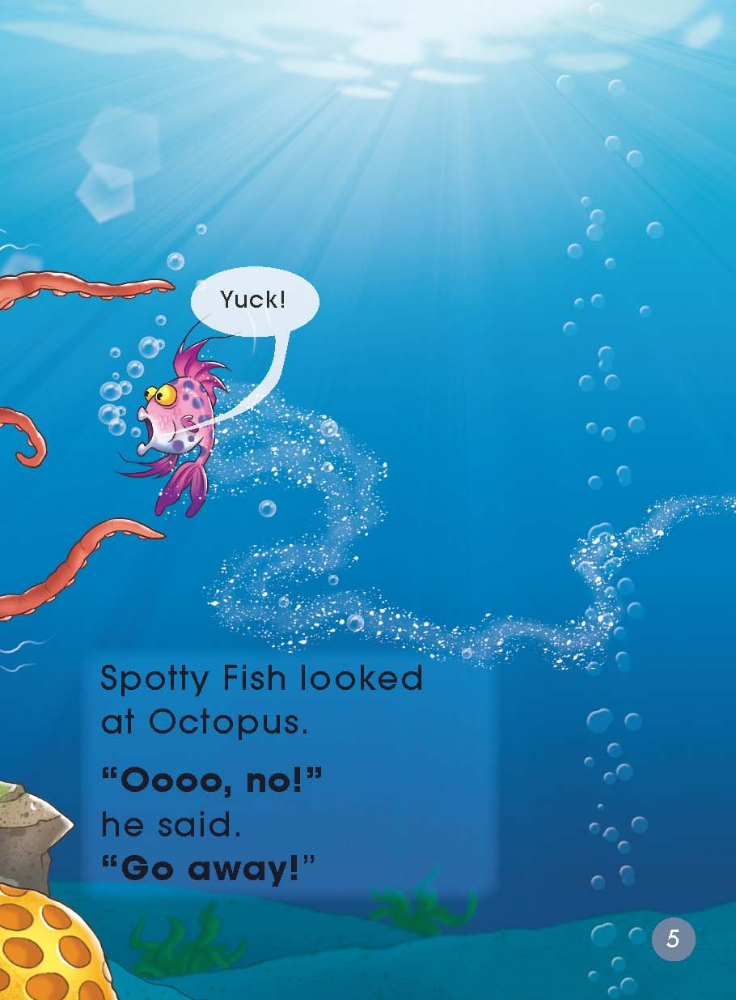 Yuck!
Spotty Fish looked
at Octopus.
“Oooo, no!”
he said.
“Go away!”
5